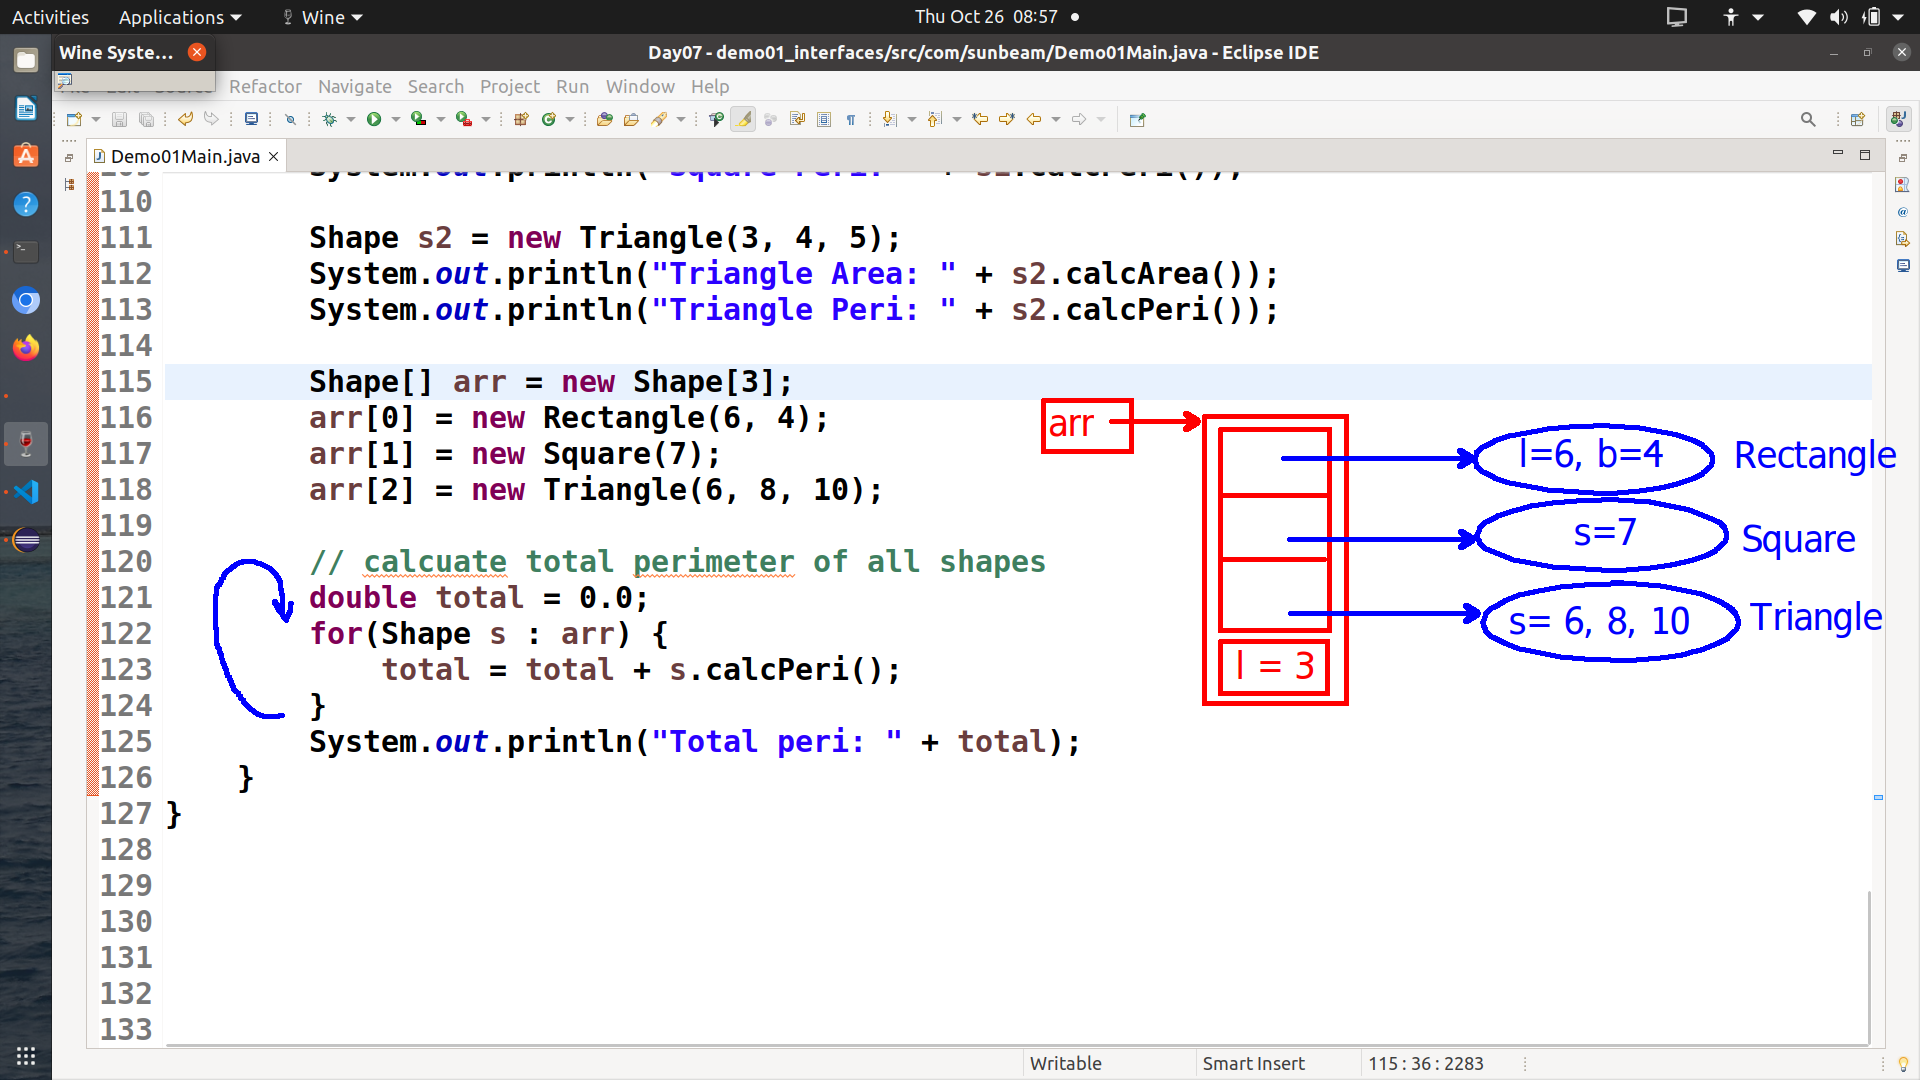 Activities Applications Wine Thu Oct 26 08:57
Wine Syste... Day07 - demo01_interfaces/src/com/sunbeam/Demo01Main.java - Eclipse IDE
Refactor Navigate Search Project Run Window Help
Demo01Main.java
110
111 Shape s2 = new Triangle(3, 4, 5);
112 System.out.println("Triangle Area: " + s2.calcArea());
113 System.out.println("Triangle Peri: " + s2.calcPeri());
114
115 Shape[] arr = new Shape[3];
116 arr[0] = new Rectangle(6, 4);
117 arr[1] = new Square(7);
118 arr[2] = new Triangle(6, 8, 10);
119
120 // calcuate total perimeter of all shapes
121 double total = 0.0;
122 for(Shape s : arr) {
123 total = total + s.calcPeri();
124 }
125 System.out.println("Total peri: " + total);
126 }
127 }
128
129
130
131
132
133
arr
l=6, b=4 Rectangle
s=7 Square
s= 6, 8, 10 Triangle
l = 3
Writable Smart Insert 115 : 36 : 2283